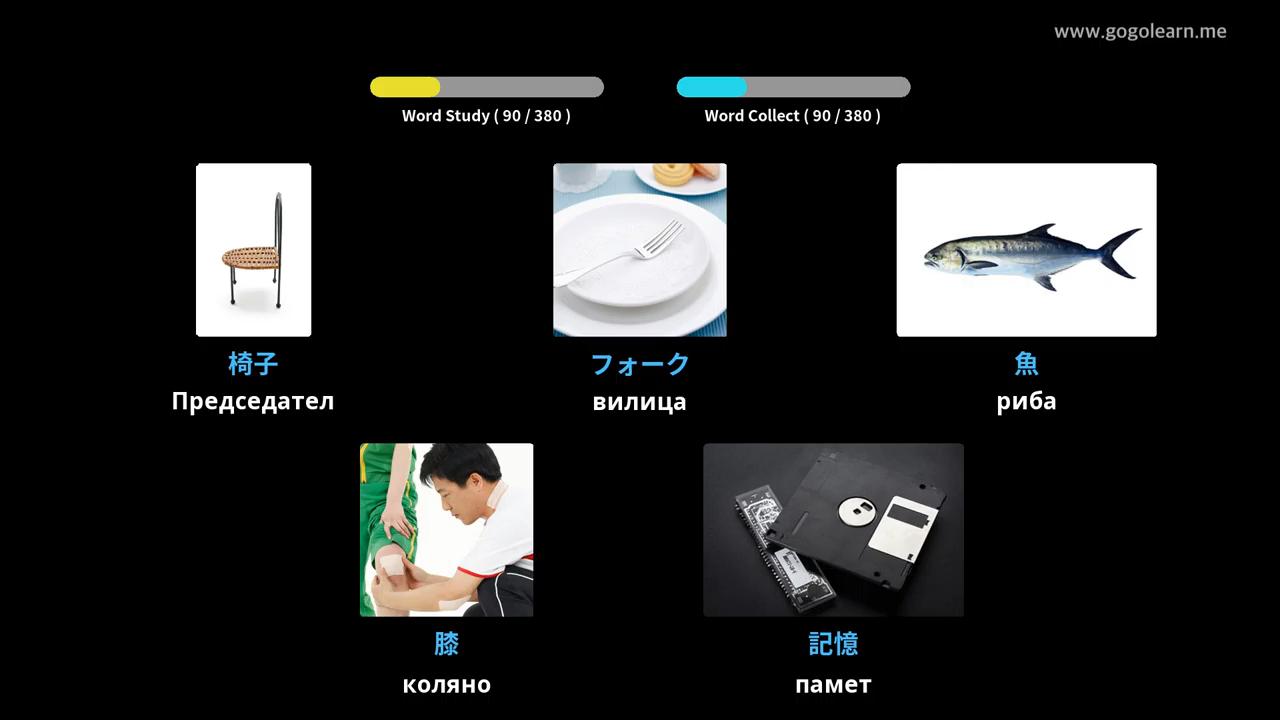 www.gogolearn.me
Word Study ( 90 / 380 )
Word Collect ( 90 / 380 )
椅子
Председател
フォーク
вилица
魚
риба
膝
коляно
記憶
памет